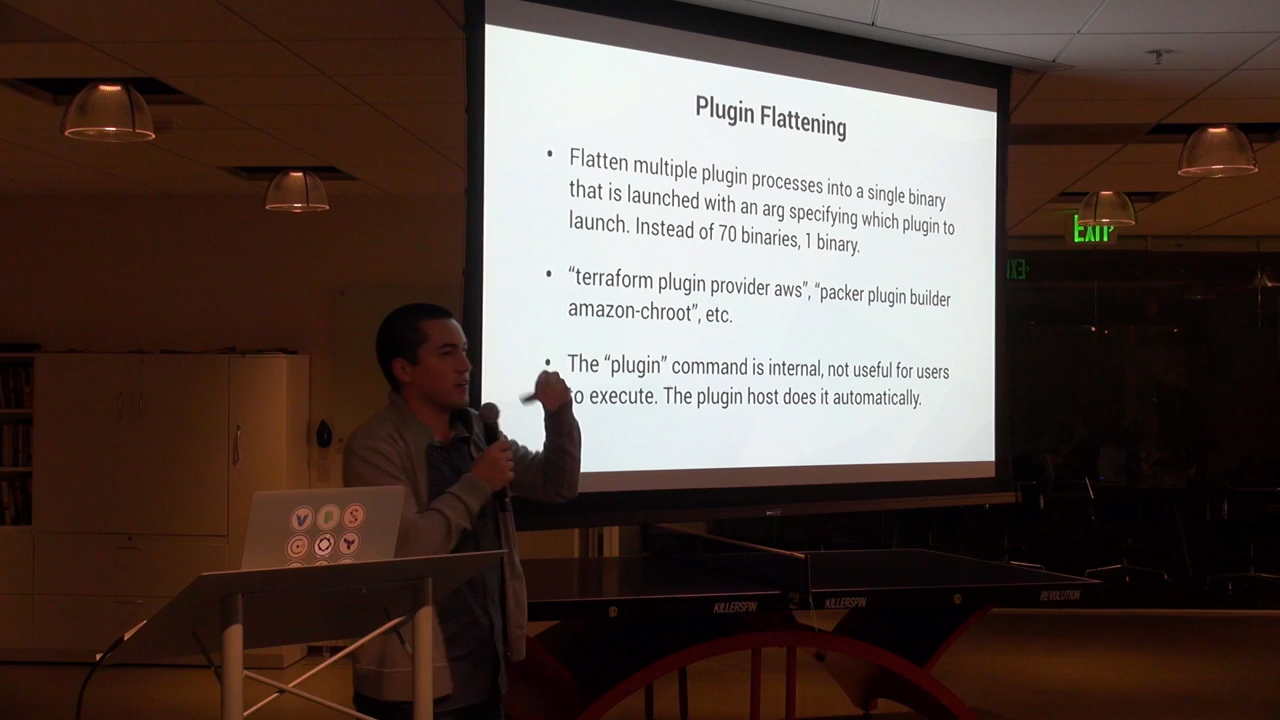 Plugin Flattening
• Flatten multiple plugin processes into a single binary
that is launched with an arg specifying which plugin to
launch. Instead of 70 binaries, 1 binary.
• “terraform plugin provider aws”, “packer plugin builder
amazon-chroot”, etc.
• The “plugin” command is internal, not useful for users
to execute. The plugin host does it automatically.
EXIT
EXI
V S
KILLERSPIN KILLERSPIN REVOLUTION